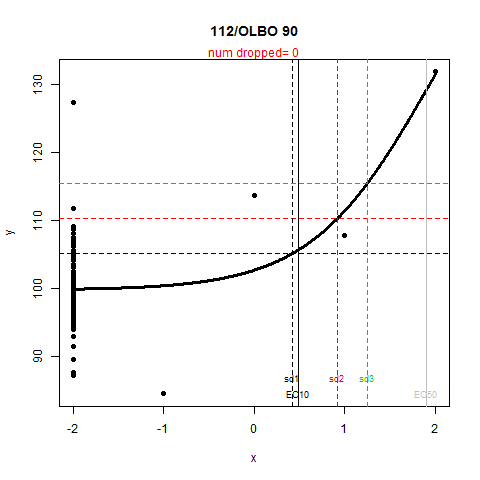 112/OLBO 90
num dropped= 0
130
120
110
100
90
y
sd1
sd2
sd3
EC10
EC50
-2
-1
0
1
2
x